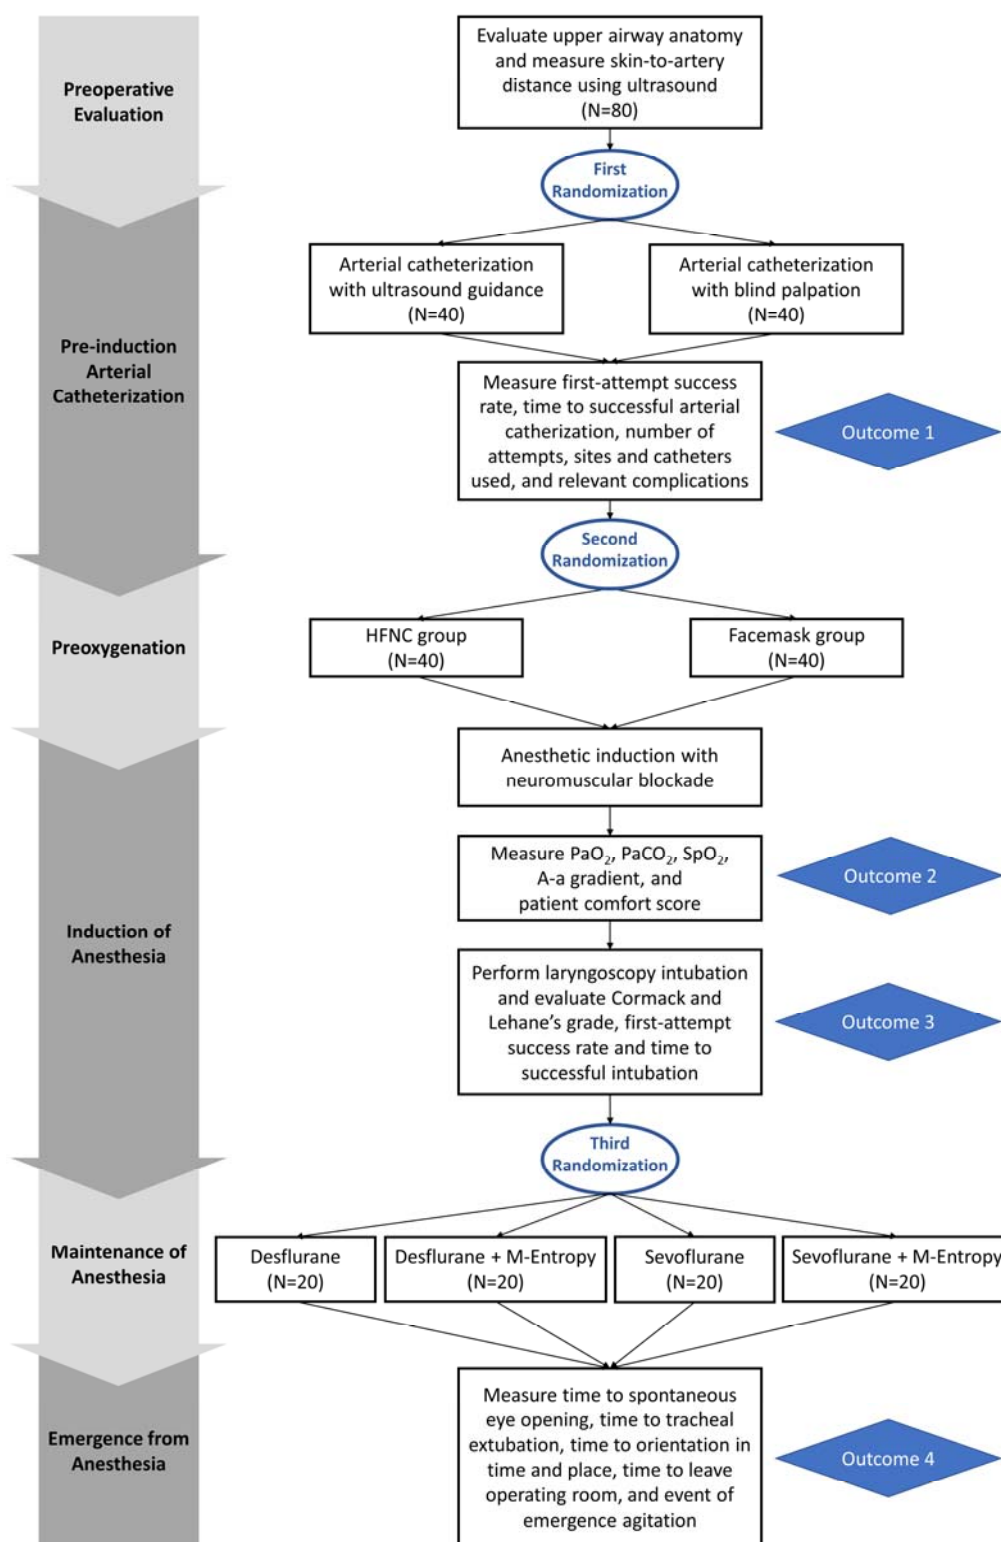 Preoperative
Evaluation
Evaluate upper airway anatomy
and measure skin-to-artery
distance using ultrasound
(N=80)
First
Randomization
Pre-induction
Arterial
Catheterization
Arterial catheterization
with ultrasound guidance
(N=40)
Arterial catheterization
with blind palpation
(N=40)
Measure first-attempt success
rate, time to successful arterial
catherization, number of
attempts, sites and catheters
used, and relevant complications
Outcome 1
Second
Randomization
Preoxygenation
HFNC group
(N=40)
Facemask group
(N=40)
Induction of
Anesthesia
Anesthetic induction with
neuromuscular blockade
Measure PaO₂, PaCO₂, SpO₂,
A-a gradient, and
patient comfort score
Outcome 2
Perform laryngoscopy intubation
and evaluate Cormack and
Lehane's grade, first-attempt
success rate and time to
successful intubation
Outcome 3
Third
Randomization
Maintenance of
Anesthesia
Desflurane
(N=20)
Desflurane + M-Entropy
(N=20)
Sevoflurane
(N=20)
Sevoflurane + M-Entropy
(N=20)
Emergence from
Anesthesia
Measure time to spontaneous
eye opening, time to tracheal
extubation, time to orientation in
time and place, time to leave
operating room, and event of
emergence agitation
Outcome 4